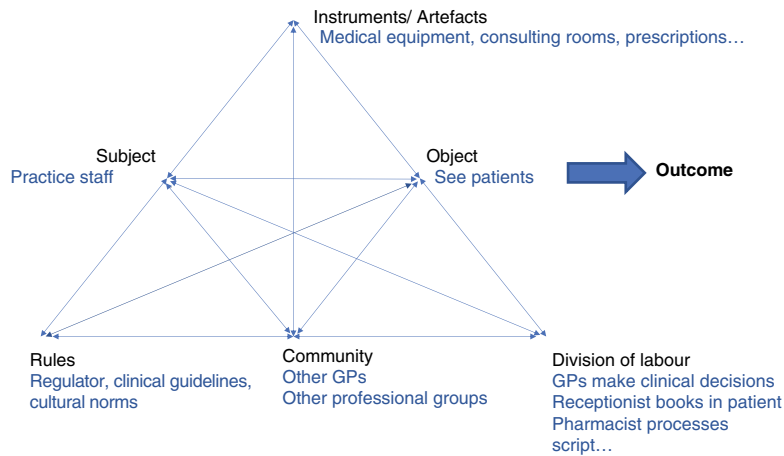 Instruments/ Artefacts
Medical equipment, consulting rooms, prescriptions…
Subject
Practice staff
Object
See patients
Outcome
Rules
Regulator, clinical guidelines,
cultural norms
Community
Other GPs
Other professional groups
Division of labour
GPs make clinical decisions
Receptionist books in patient
Pharmacist processes
script…